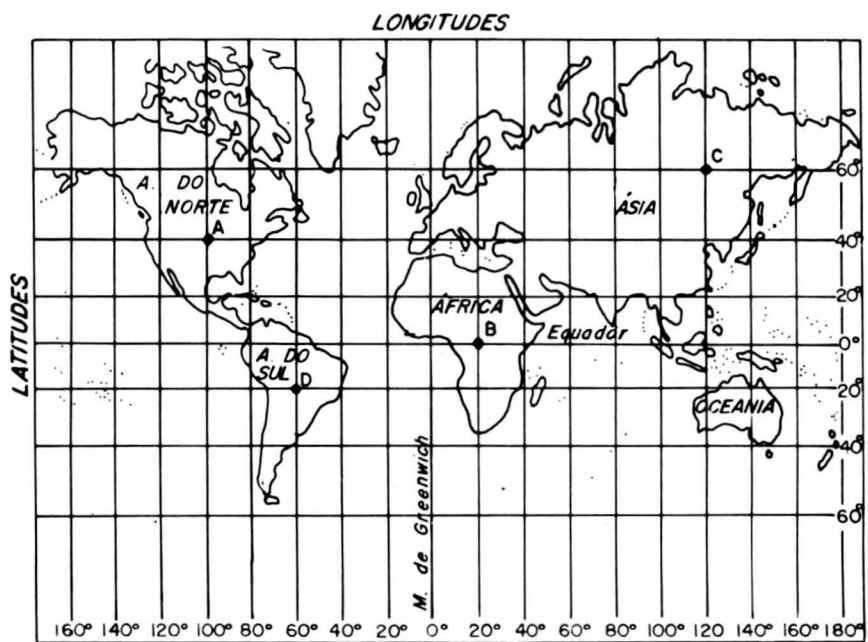 LONGITUDES
LATITUDES
A. DO
NORTE
A
C
60°
ÁSIA
40°
20°
ÁFRICA
B
Equador
0°
A DO
SUL
D
20°
OCEANIA
40°
M. de Greenwich
60°
160° 140° 120° 100° 80° 60° 40° 20° 0° 20° 40° 60° 80° 100° 120° 140° 160° 180°